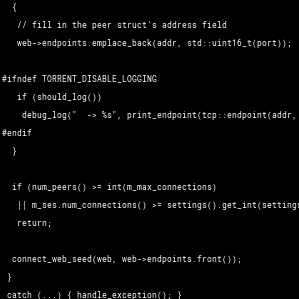 {
// fill in the peer struct's address field
web->endpoints.emplace_back(addr, std::uint16_t(port));
#ifndef TORRENT_DISABLE_LOGGING
if (should_log())
debug_log("  -> %s", print_endpoint(tcp::endpoint(addr,
#endif
}
if (num_peers() >= int(m_max_connections)
|| m_ses.num_connections() >= settings().get_int(settings
return;
connect_web_seed(web, web->endpoints.front());
}
catch (...) { handle_exception(); }